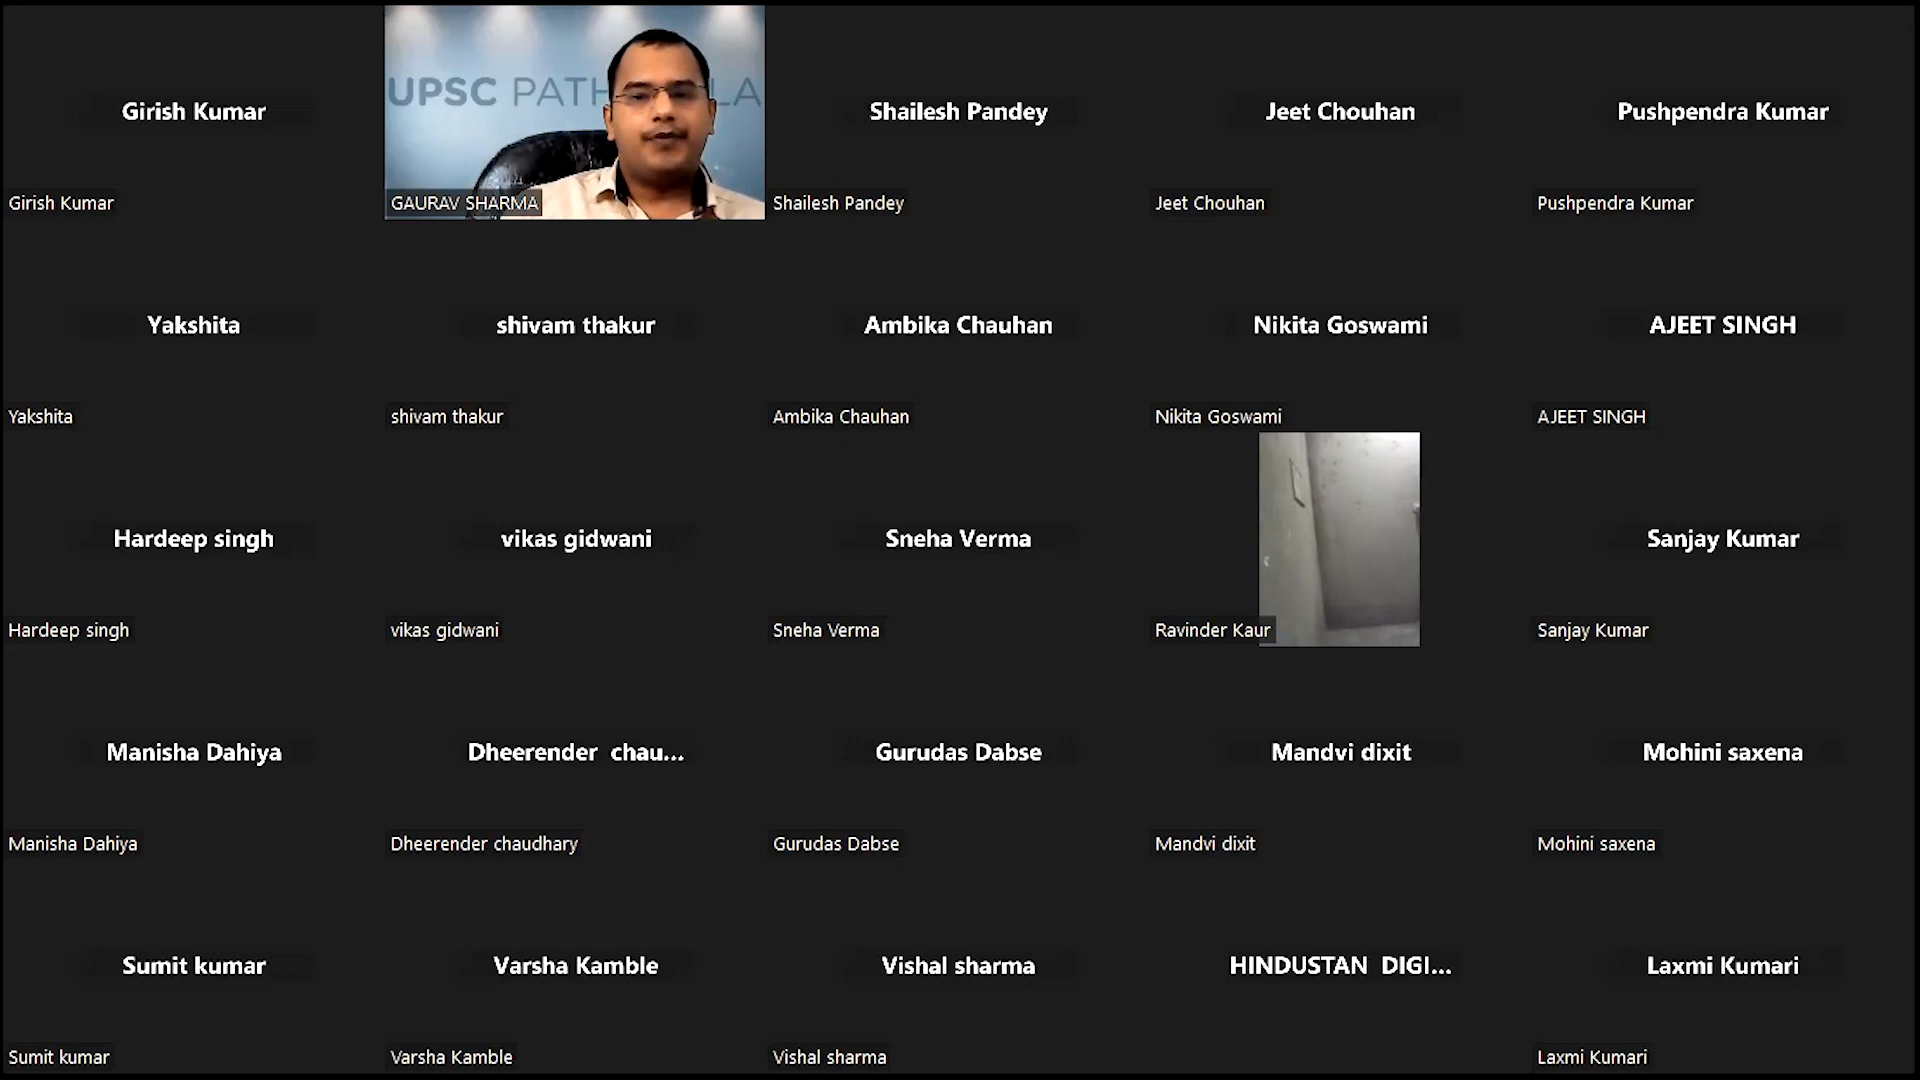 Girish Kumar
UPSC PATH LA
Shailesh Pandey
Jeet Chouhan
Pushpendra Kumar
Girish Kumar
GAURAV SHARMA
Shailesh Pandey
Jeet Chouhan
Pushpendra Kumar
Yakshita
shivam thakur
Ambika Chauhan
Nikita Goswami
AJEET SINGH
Yakshita
shivam thakur
Ambika Chauhan
Nikita Goswami
AJEET SINGH
Hardeep singh
vikas gidwani
Sneha Verma
Sanjay Kumar
Hardeep singh
vikas gidwani
Sneha Verma
Ravinder Kaur
Sanjay Kumar
Manisha Dahiya
Dheerender chau...
Gurudas Dabse
Mandvi dixit
Mohini saxena
Manisha Dahiya
Dheerender chaudhary
Gurudas Dabse
Mandvi dixit
Mohini saxena
Sumit kumar
Varsha Kamble
Vishal sharma
HINDUSTAN DIGI...
Laxmi Kumari
Sumit kumar
Varsha Kamble
Vishal sharma
Laxmi Kumari